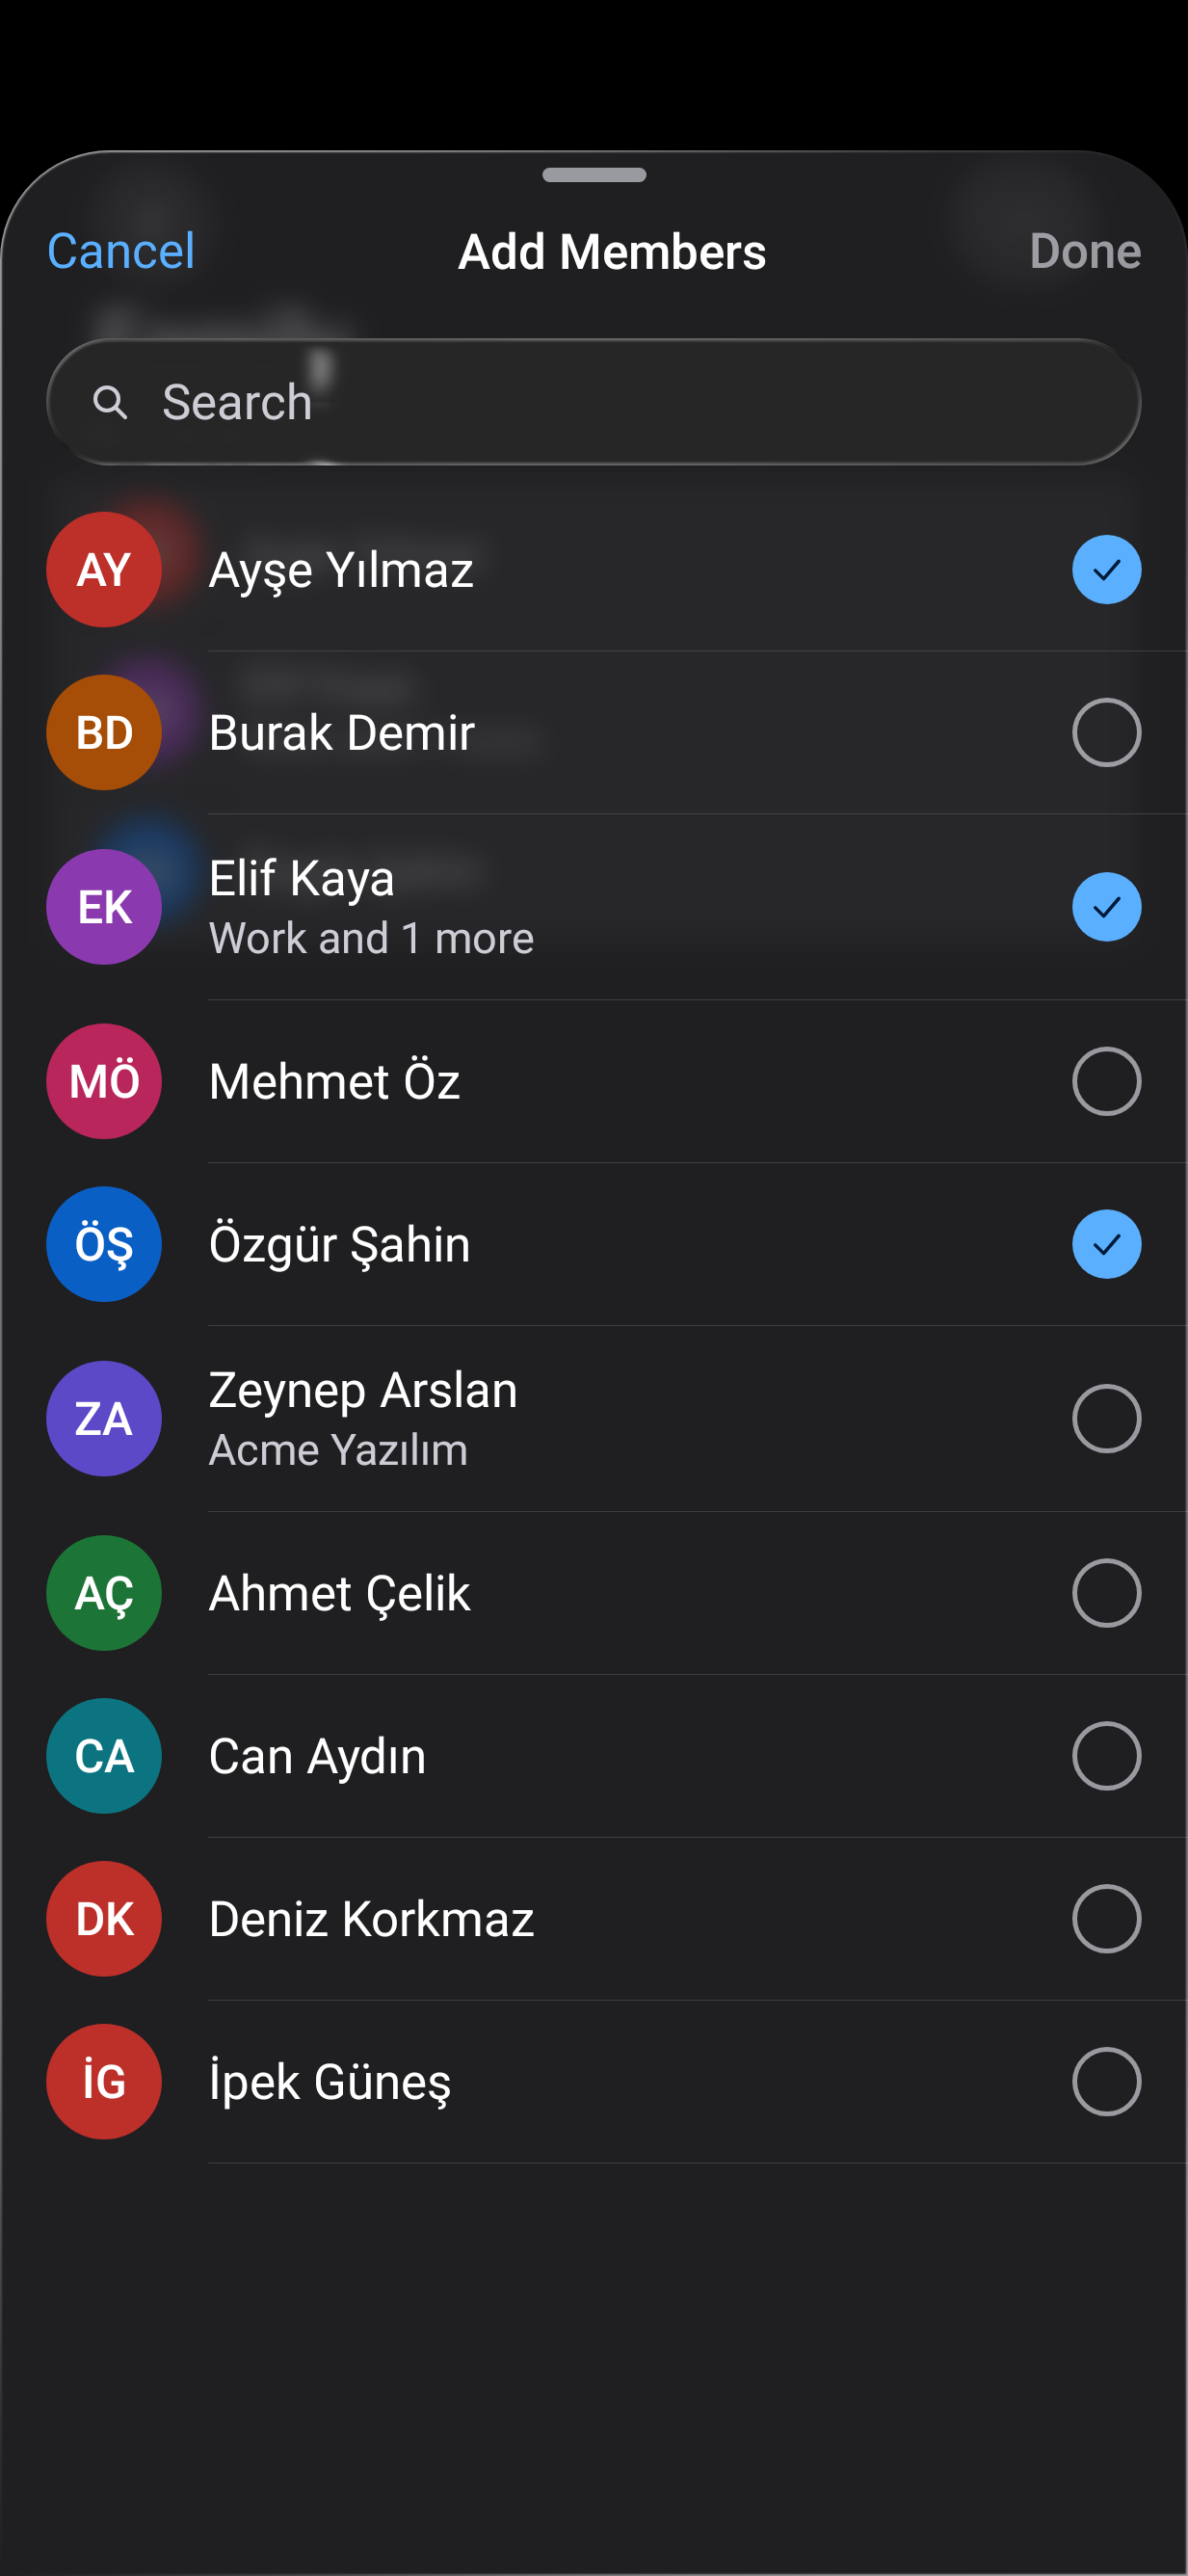 Cancel
Add Members
Done
Search
AY
Ayşe Yılmaz
BD
Burak Demir
EK
Elif Kaya
Work and 1 more
MÖ
Mehmet Öz
ÖŞ
Özgür Şahin
ZA
Zeynep Arslan
Acme Yazılım
AÇ
Ahmet Çelik
CA
Can Aydın
DK
Deniz Korkmaz
İG
İpek Güneş